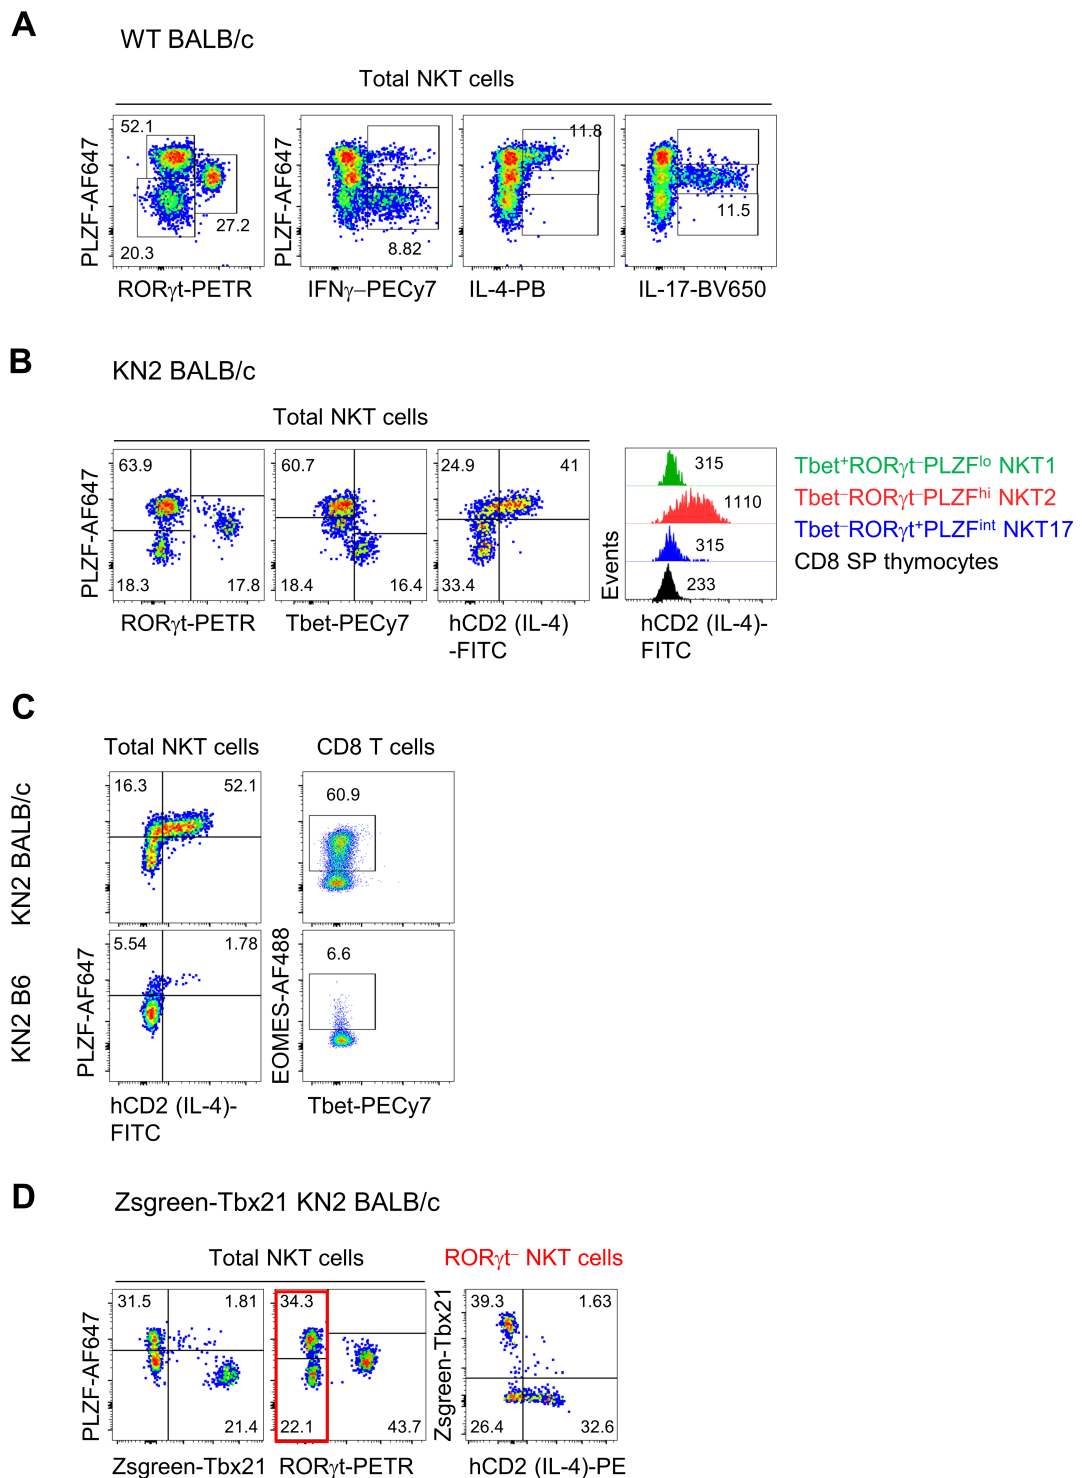 A
WT BALB/c
Total NKT cells
52.1
27.2
20.3
PLZF-AF647
RORγt-PETR
8.82
PLZF-AF647
IFNγ–PECy7
11.8
IL-4-PB
11.5
IL-17-BV650
B
KN2 BALB/c
Total NKT cells
63.9
18.3
17.8
PLZF-AF647
RORγt-PETR
60.7
18.4
16.4
Tbet-PECy7
24.9
41
33.4
hCD2 (IL-4)
-FITC
315
1110
315
233
Events
hCD2 (IL-4)-
FITC
Tbet⁺RORγt⁻PLZFˡᵒ NKT1
Tbet⁻RORγt⁻PLZFʰⁱ NKT2
Tbet⁻RORγt⁺PLZFⁱⁿᵗ NKT17
CD8 SP thymocytes
C
Total NKT cells
CD8 T cells
KN2 BALB/c
16.3
52.1
60.9
KN2 B6
5.54
1.78
PLZF-AF647
hCD2 (IL-4)-
FITC
6.6
EOMES-AF488
Tbet-PECy7
D
Zsgreen-Tbx21 KN2 BALB/c
Total NKT cells
RORγt⁻ NKT cells
31.5
1.81
21.4
PLZF-AF647
Zsgreen-Tbx21
34.3
22.1
43.7
RORγt-PETR
39.3
1.63
26.4
32.6
Zsgreen-Tbx21
hCD2 (IL-4)-PE